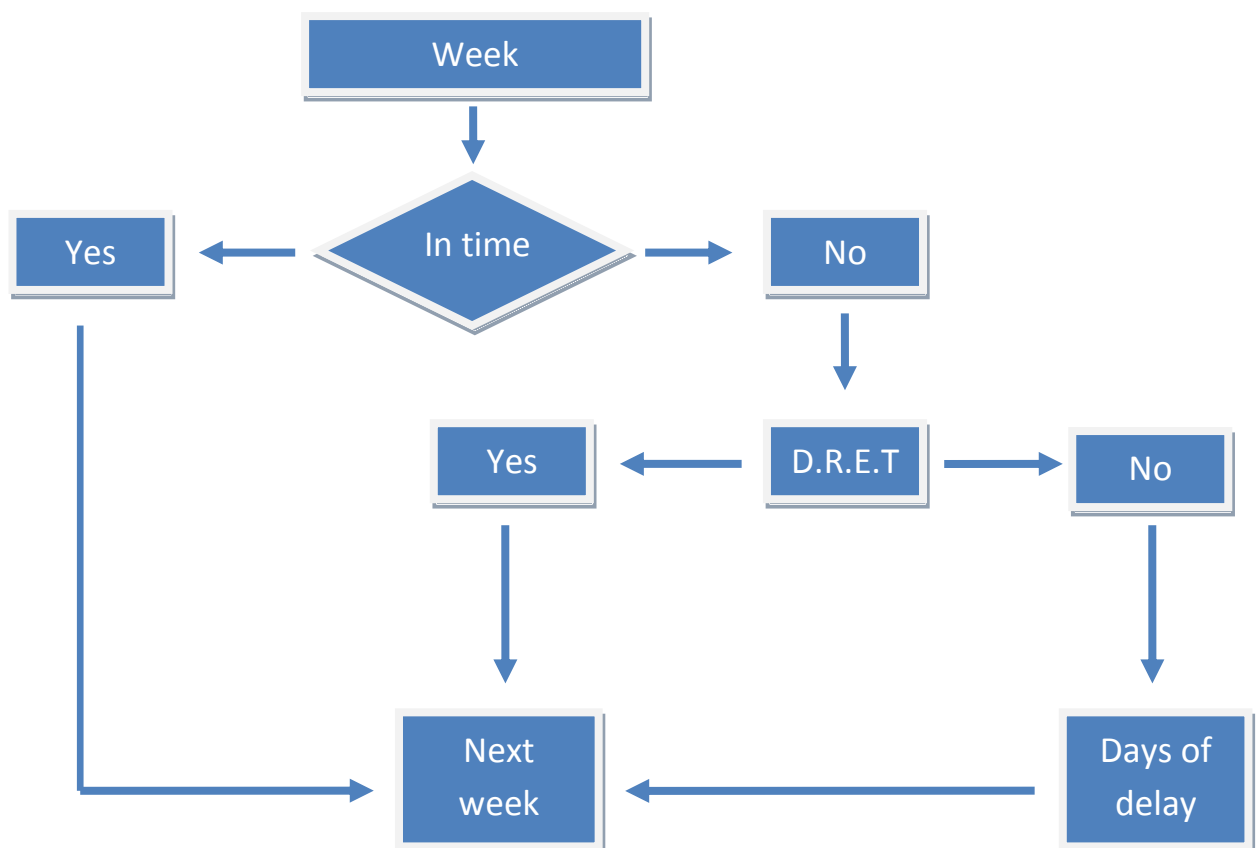 Week
In time
Yes
No
Yes
D.R.E.T
No
Next
week
Days of
delay